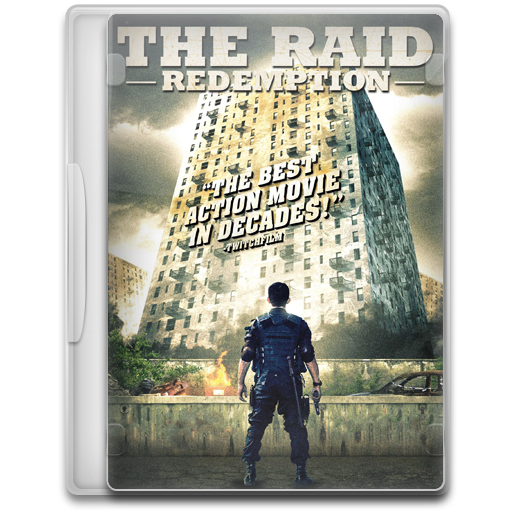 THE RAID
REDEMPTION
"THE BEST
ACTION MOVIE
IN DECADES!"
-TWITCHFILM